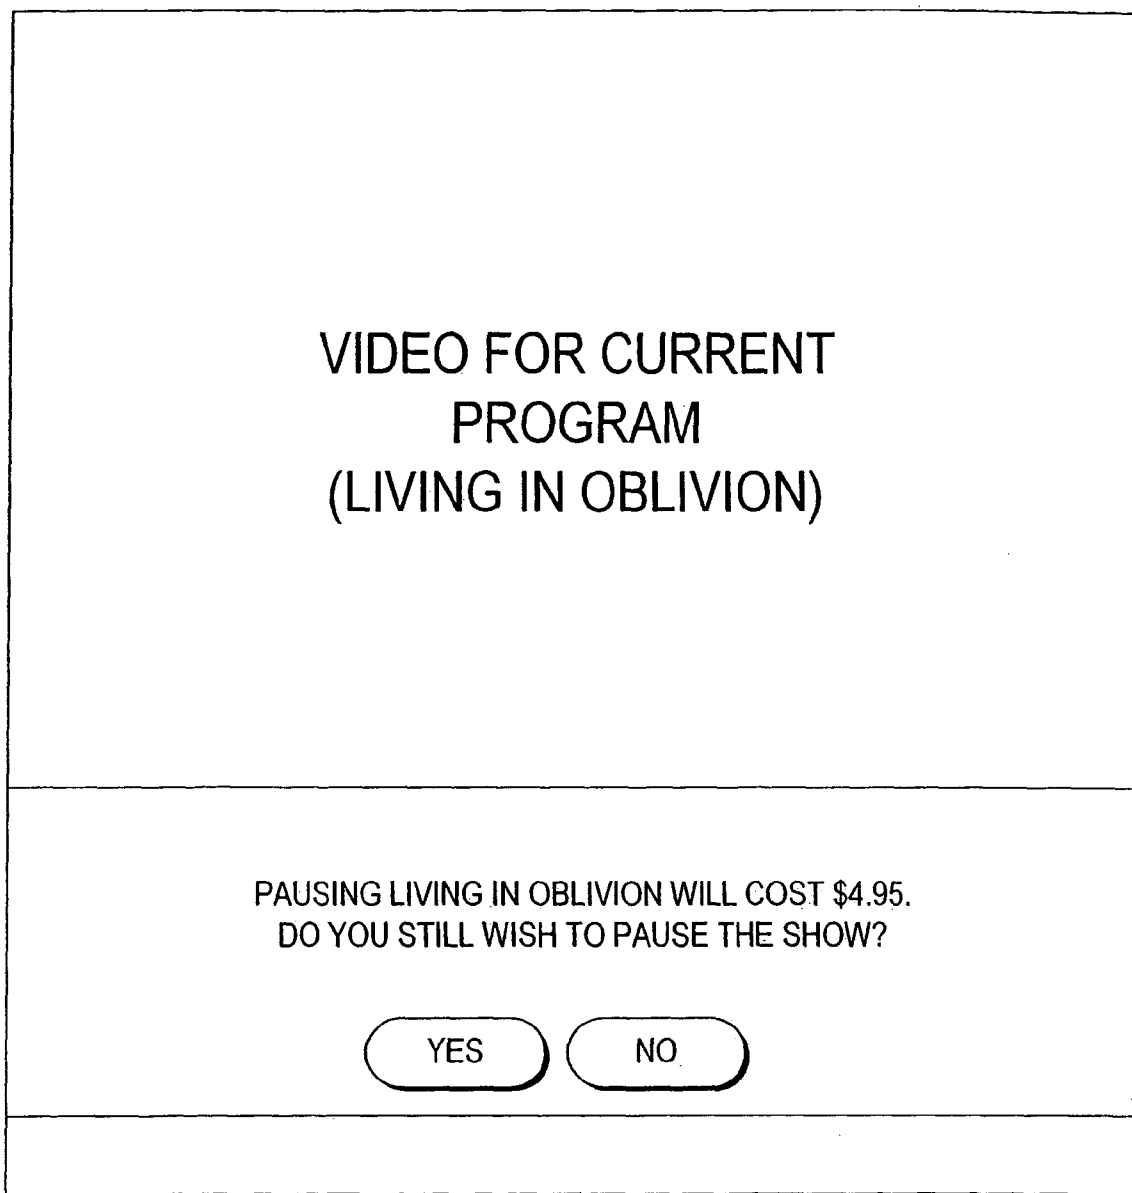 VIDEO FOR CURRENT
PROGRAM
(LIVING IN OBLIVION)
PAUSING LIVING IN OBLIVION WILL COST $4.95.
DO YOU STILL WISH TO PAUSE THE SHOW?
YES
NO